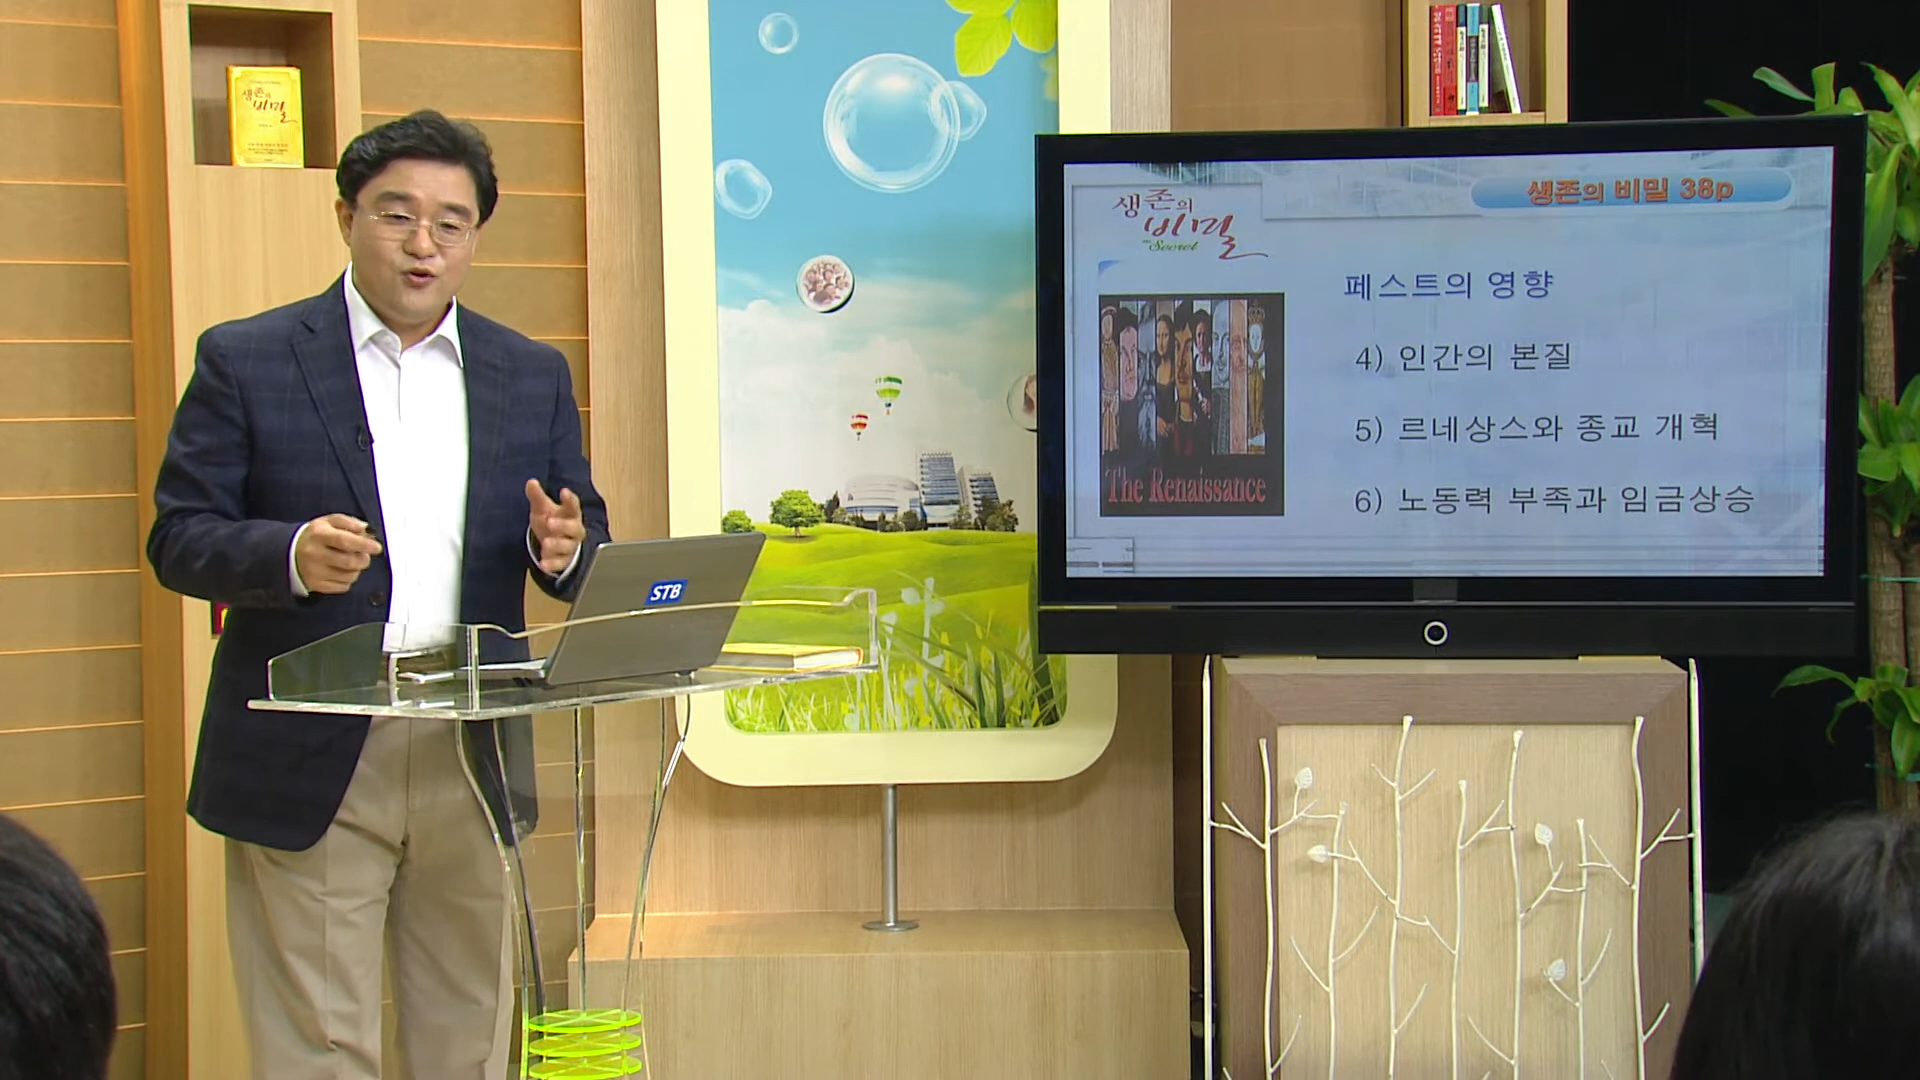 생존의
비밀
STB
생존의 비밀 38p
생존의
비밀
Secret
페스트의 영향
4) 인간의 본질
5) 르네상스와 종교 개혁
6) 노동력 부족과 임금상승
The Renaissance